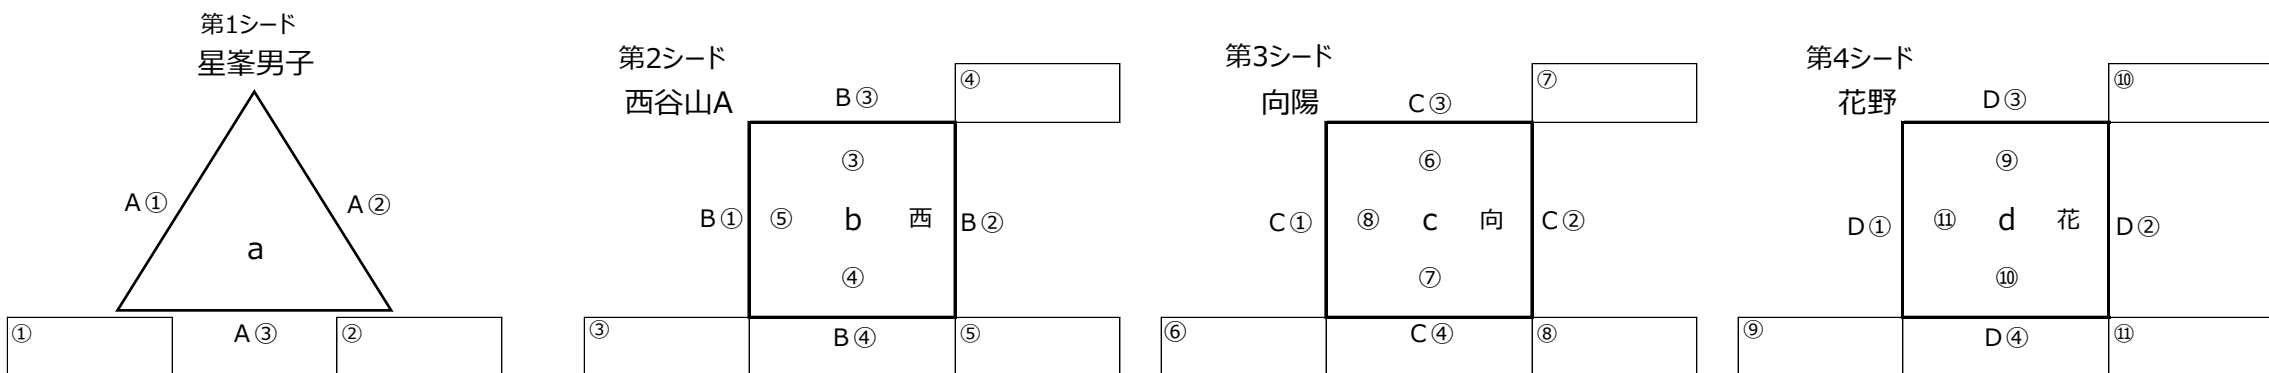 第1シード
星峯男子
A①
A②
a
①
A③
②
第2シード
西谷山A
B③
④
③
B①
⑤
b
西
B②
④
③
B④
⑤
第3シード
向陽
C③
⑦
⑥
C①
⑧
c
向
C②
⑦
⑥
C④
⑧
第4シード
花野
D③
⑩
⑨
D①
⑪
d
花
D②
⑩
⑨
D④
⑪